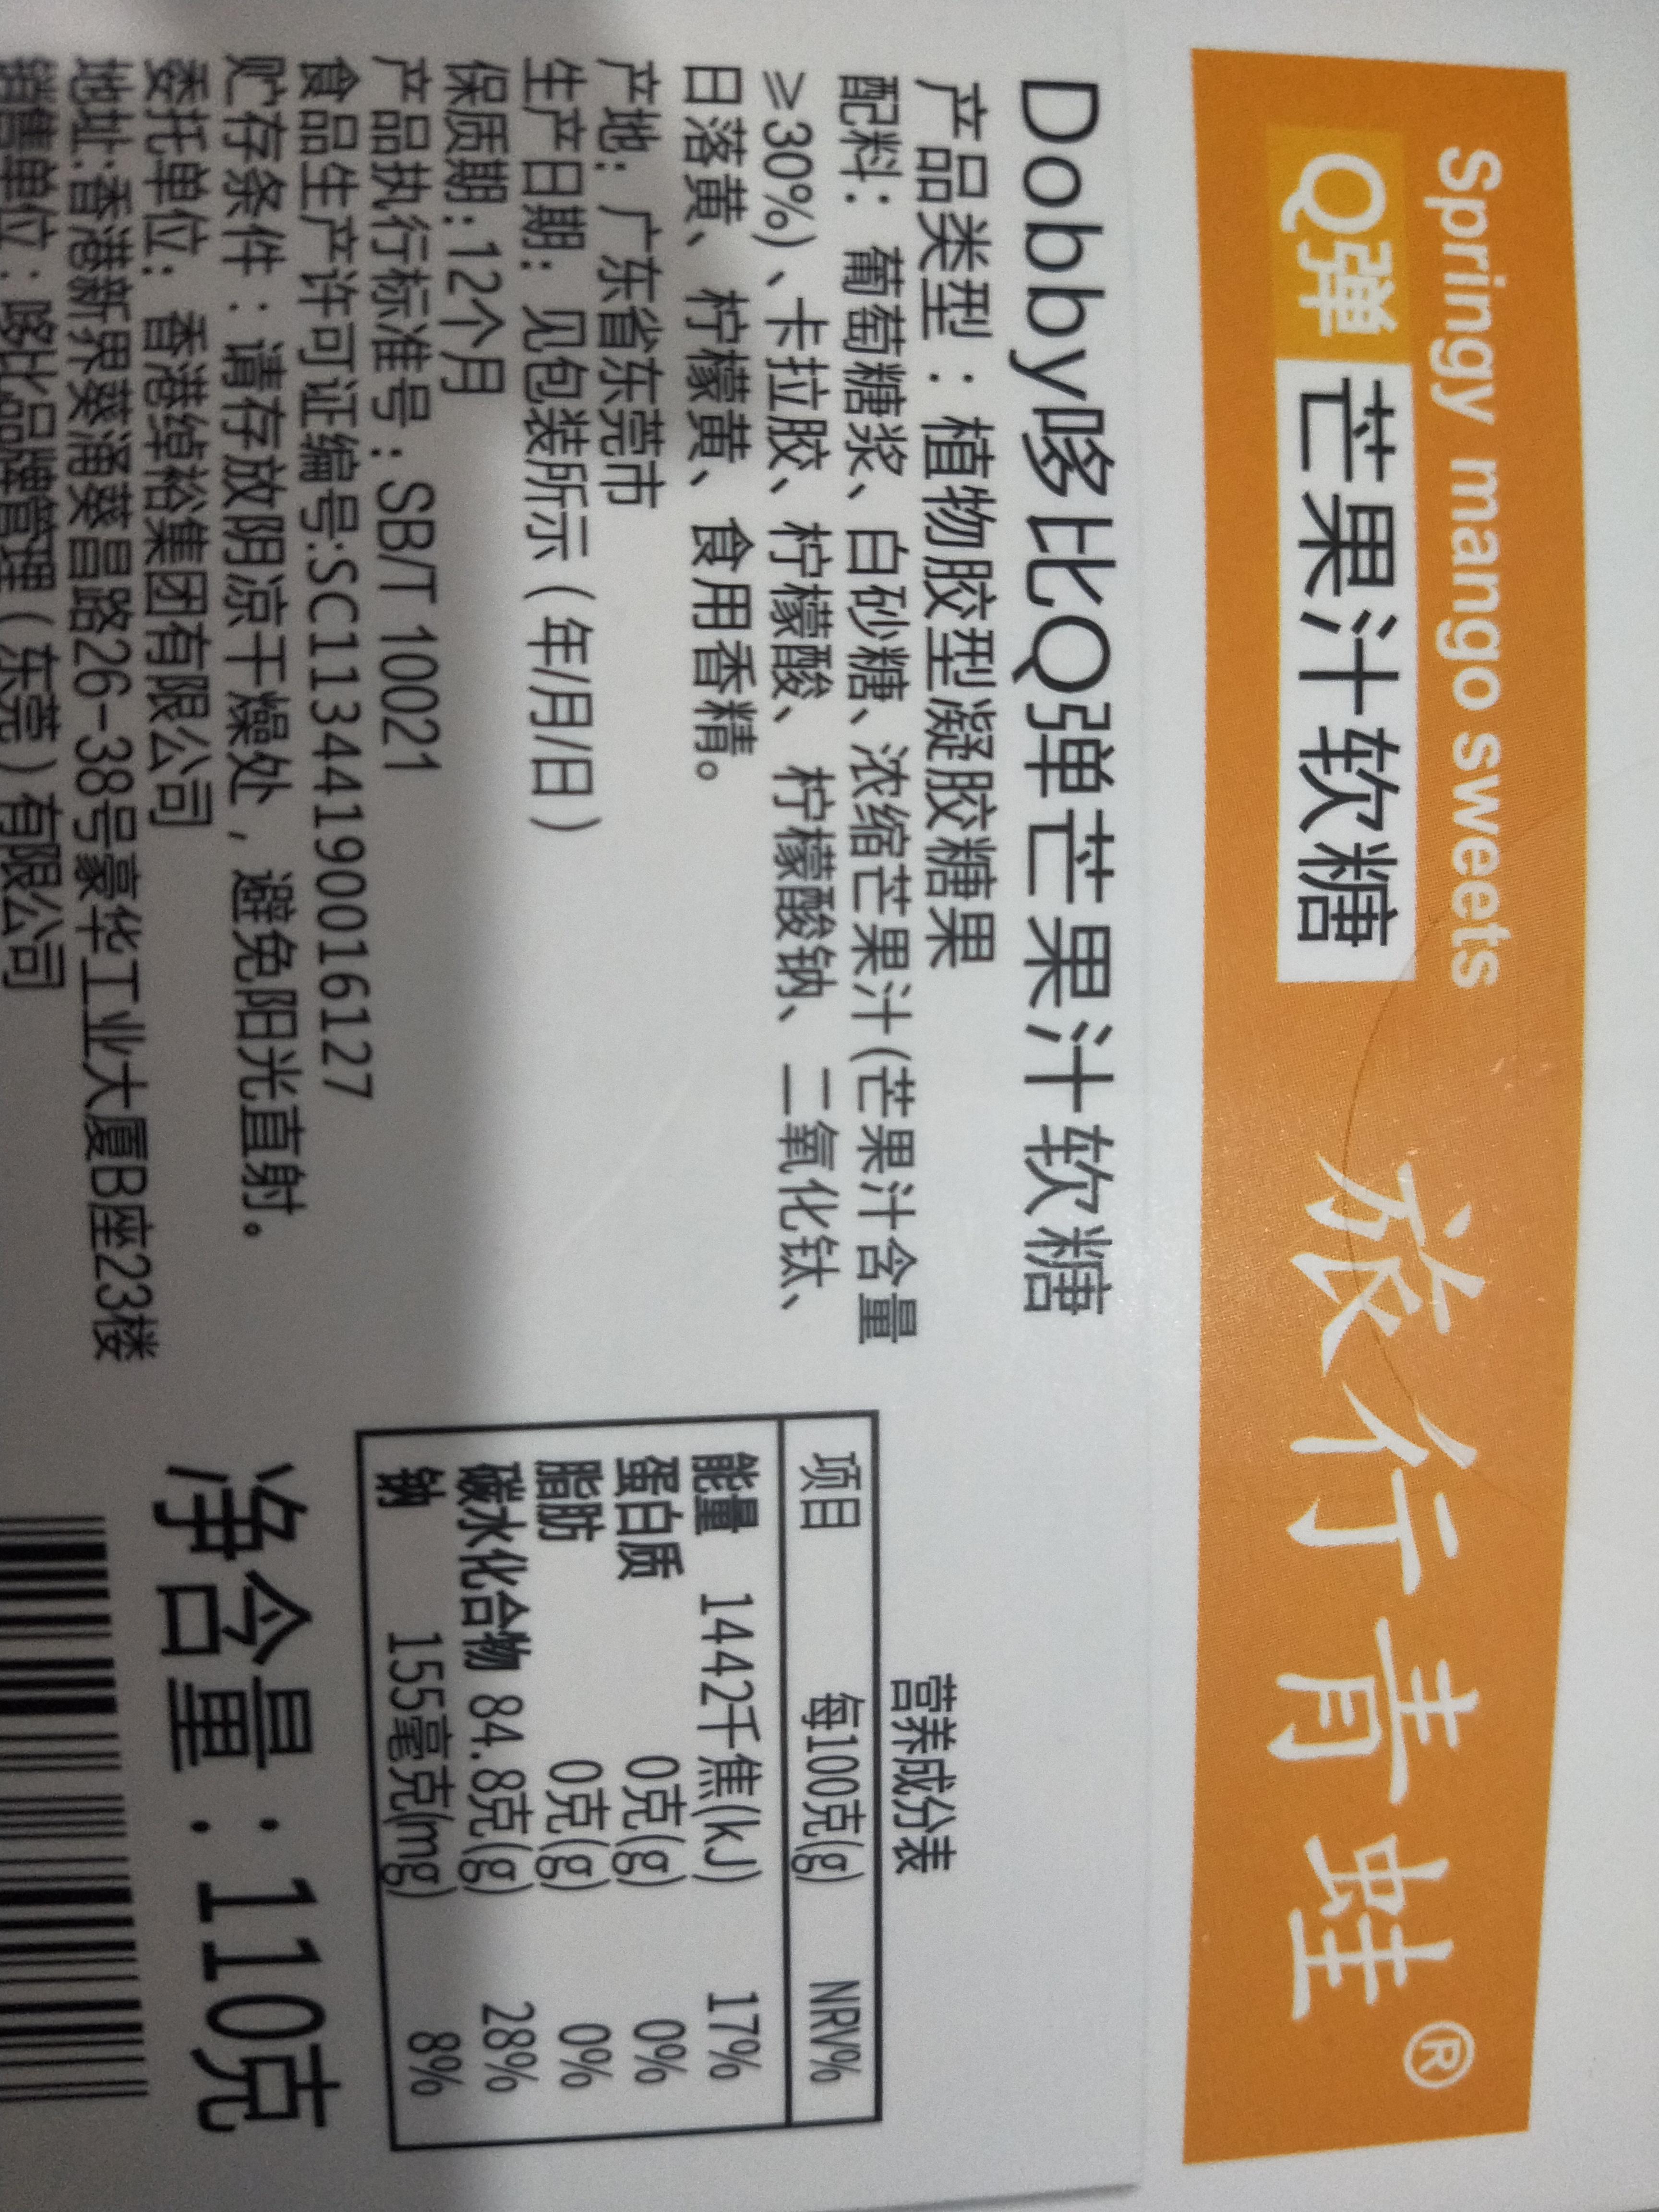 Springy mango sweets
Q弹芒果汁软糖
旅行青蛙®
Dobby哆比Q弹芒果汁软糖
产品类型：植物胶型凝胶糖果
配料：葡萄糖浆、白砂糖、浓缩芒果汁(芒果汁含量
≥30%)、卡拉胶、柠檬酸、柠檬酸钠、二氧化钛、
日落黄、柠檬黄、食用香精。
产地：广东省东莞市
生产日期：见包装所示（年/月/日）
保质期:12个月
产品执行标准号：SB/T 10021
食品生产许可证编号:SC11344190016127
贮存条件：请存放阴凉干燥处，避免阳光直射。
委托单位：香港绰裕集团有限公司
地址:香港新界葵涌葵昌路26-38号豪华工业大厦B座23楼
销售单位：哆比品牌管理（东莞）有限公司
营养成分表
项目 每100克(g) NRV%
能量 1442千焦(kJ) 17%
蛋白质 0克(g) 0%
脂肪 0克(g) 0%
碳水化合物 84.8克(g) 28%
钠 155毫克(mg) 8%
净含量：110克